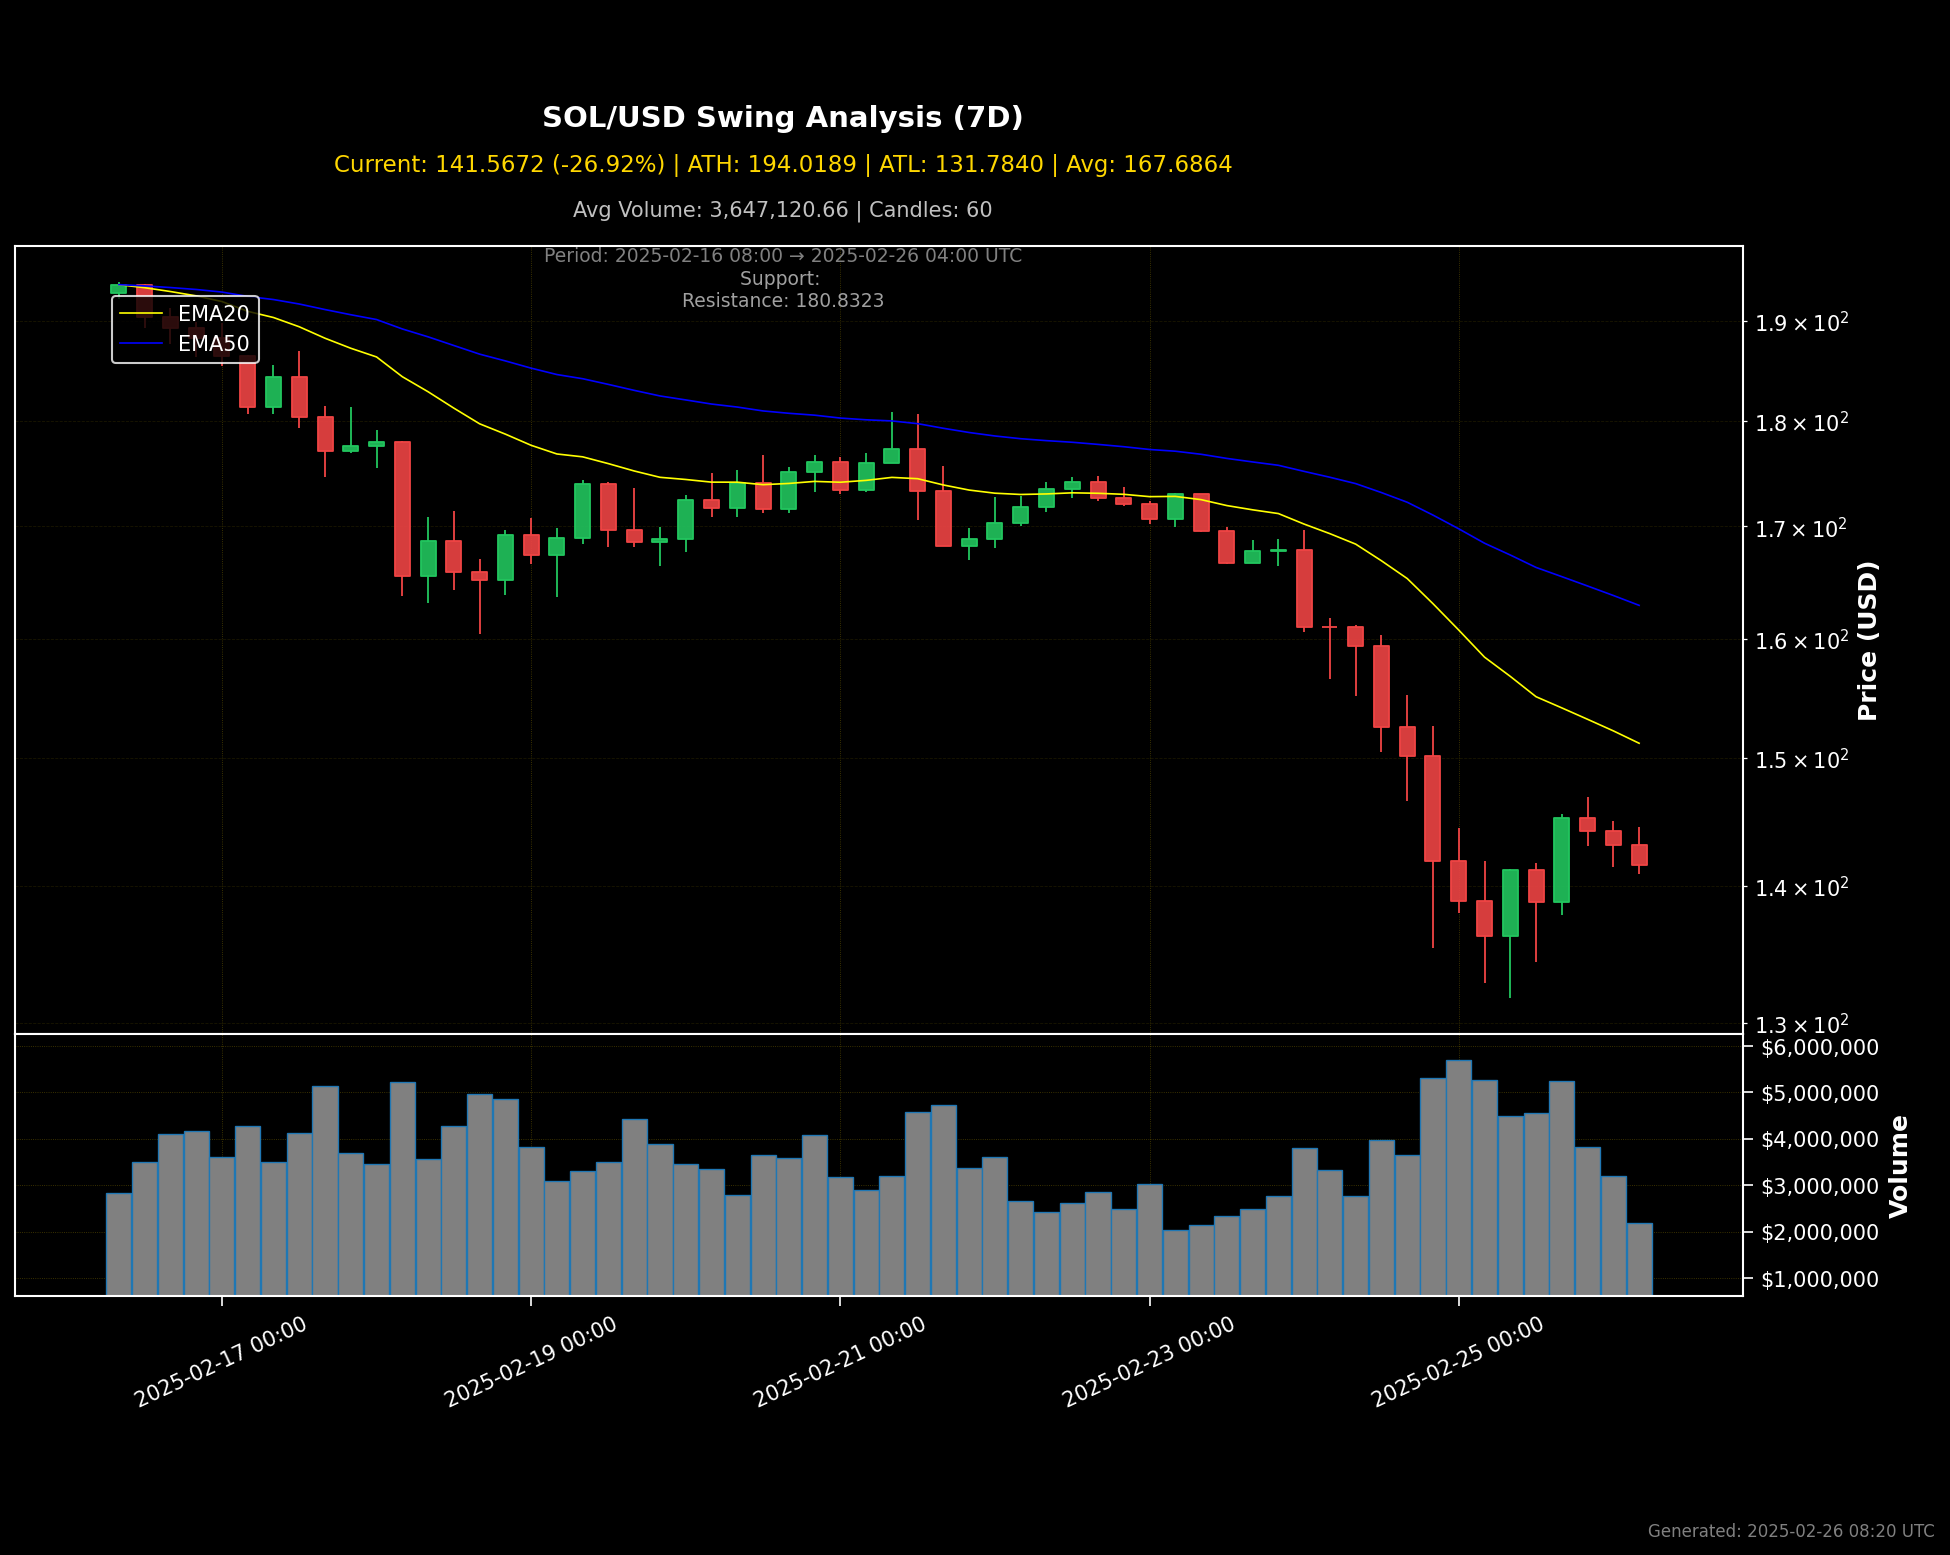 SOL/USD Swing Analysis (7D)
Current: 141.5672 (-26.92%) | ATH: 194.0189 | ATL: 131.7840 | Avg: 167.6864
Avg Volume: 3,647,120.66 | Candles: 60
Period: 2025-02-16 08:00 → 2025-02-26 04:00 UTC
Support:
Resistance: 180.8323
EMA20
EMA50
1.9 × 10²
1.8 × 10²
1.7 × 10²
1.6 × 10²
1.5 × 10²
1.4 × 10²
1.3 × 10²
Price (USD)
$6,000,000
$5,000,000
$4,000,000
$3,000,000
$2,000,000
$1,000,000
Volume
2025-02-17 00:00
2025-02-19 00:00
2025-02-21 00:00
2025-02-23 00:00
2025-02-25 00:00
Generated: 2025-02-26 08:20 UTC